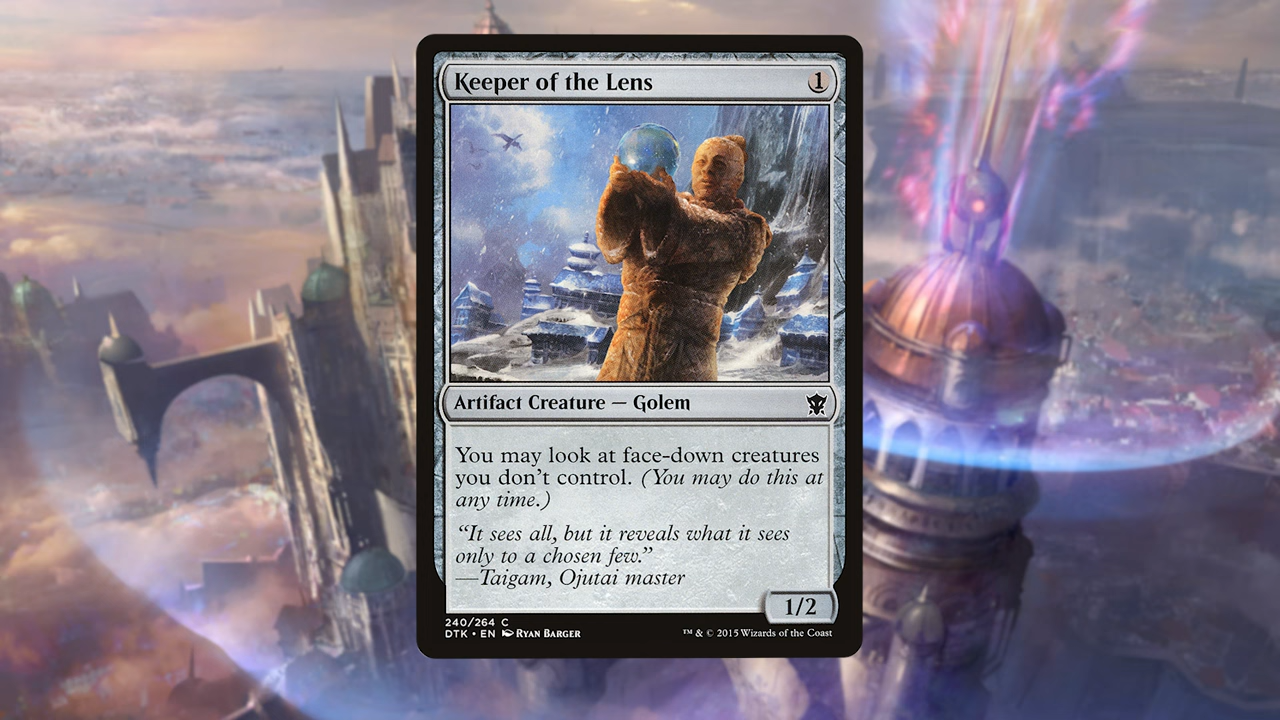 Keeper of the Lens 1
Artifact Creature — Golem
You may look at face-down creatures
you don't control. (You may do this at
any time.)
“It sees all, but it reveals what it sees
only to a chosen few.”
—Taigam, Ojutai master
1/2
240/264 C
DTK • EN Ryan Barger ™ & © 2015 Wizards of the Coast